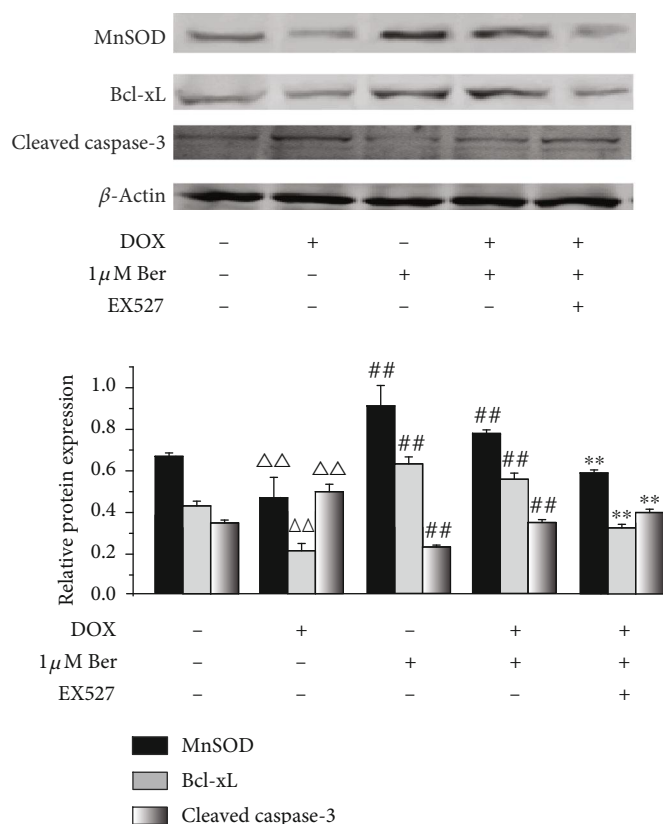 MnSOD
Bcl-xL
Cleaved caspase-3
β-Actin
DOX – + – + +
1 μM Ber – – + + +
EX527 – – – – +
Relative protein expression
1.0
0.8
0.6
0.4
0.2
0.0
△△ △△ △△
## ## ##
## ## ##
** ** **
DOX – + – + +
1 μM Ber – – + + +
EX527 – – – – +
MnSOD
Bcl-xL
Cleaved caspase-3